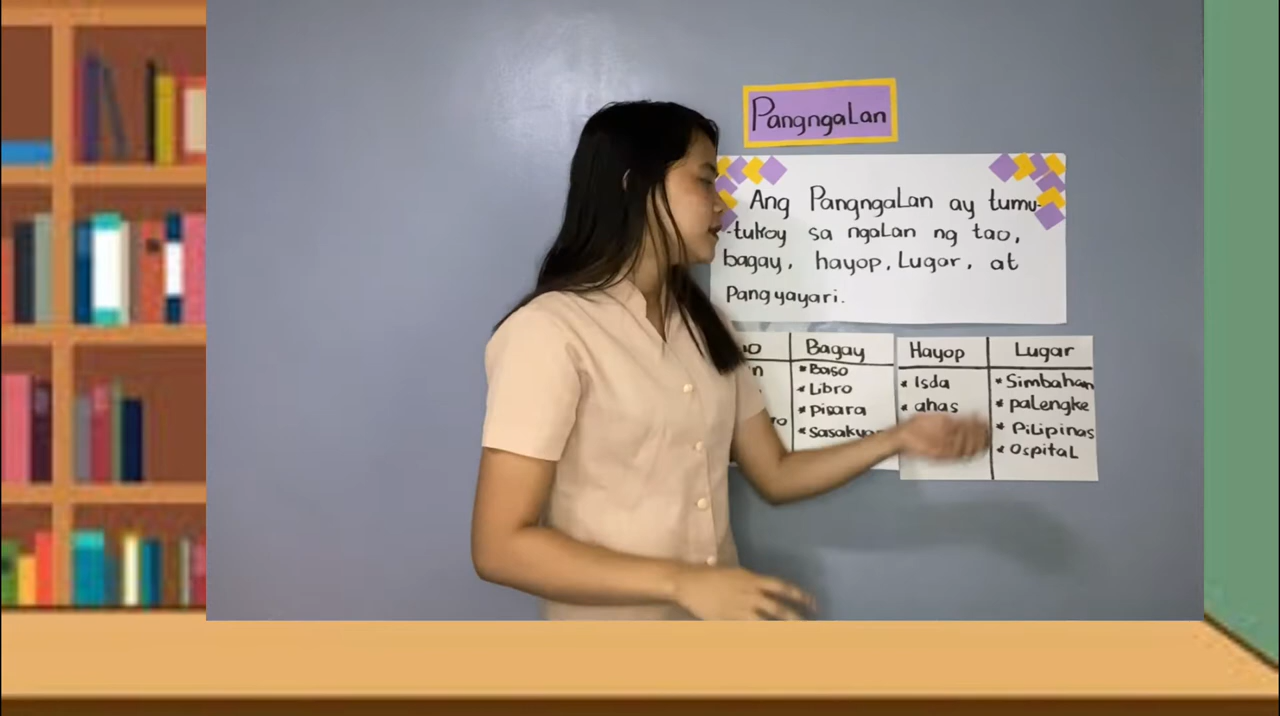 Pangngalan
Ang Pangngalan ay tumu-
-tukoy sa ngalan ng tao,
bagay, hayop, Lugar, at
Pangyayari.
Bagay
* Baso
* Libro
* pisara
Hayop
* Isda
* ahas
Lugar
* Simbahan
* paLengke
* PiLipinas
* OspitaL